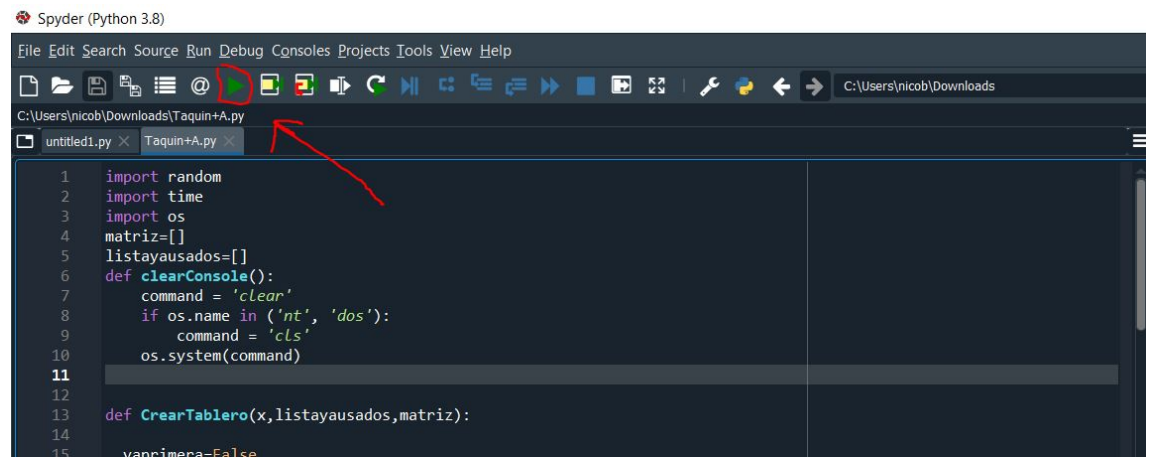 Spyder (Python 3.8)
File Edit Search Source Run Debug Consoles Projects Tools View Help
C:\Users\nicob\Downloads
C:\Users\nicob\Downloads\Taquin+A.py
untitled1.py Taquin+A.py
1 import random
2 import time
3 import os
4 matriz=[]
5 listayausados=[]
6 def clearConsole():
7 command = 'clear'
8 if os.name in ('nt', 'dos'):
9 command = 'cls'
10 os.system(command)
11
12
13 def CrearTablero(x,listayausados,matriz):
14
15 yaprimera=False